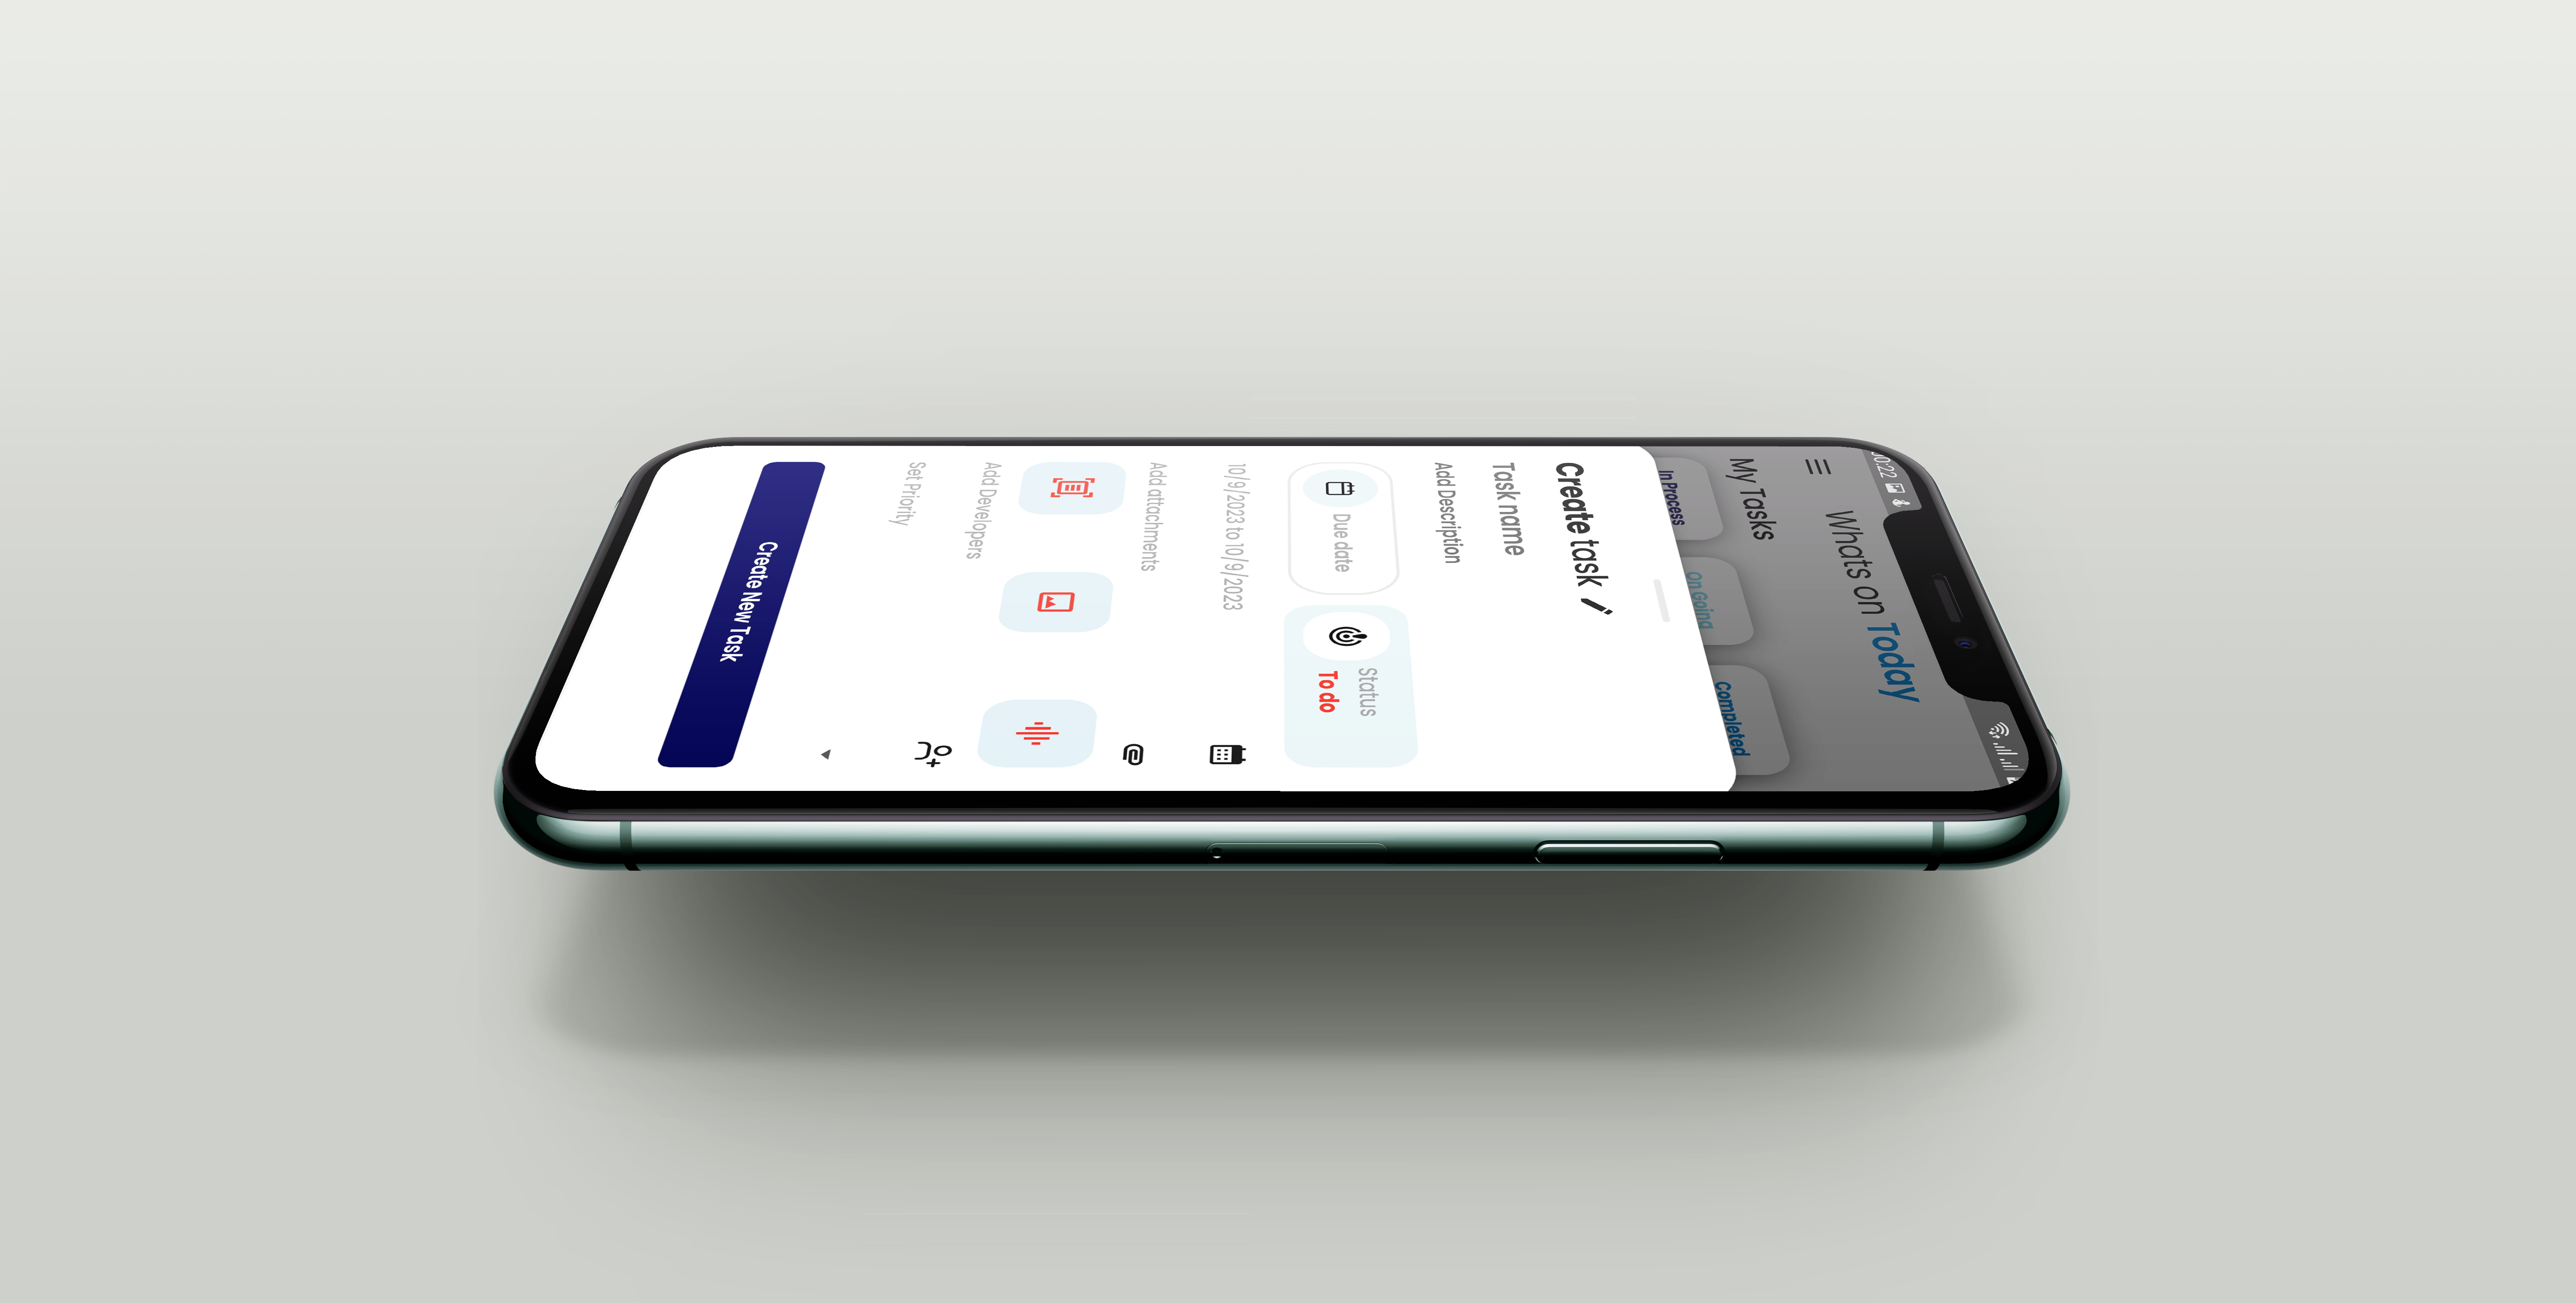 10:22
Whats on Today
My Tasks
In Process
On Going
Completed
Create task
Task name
Add Description
Due date
Status
To do
10/9/2023 to 10/9/2023
Add attachments
Add Developers
Set Priority
Create New Task